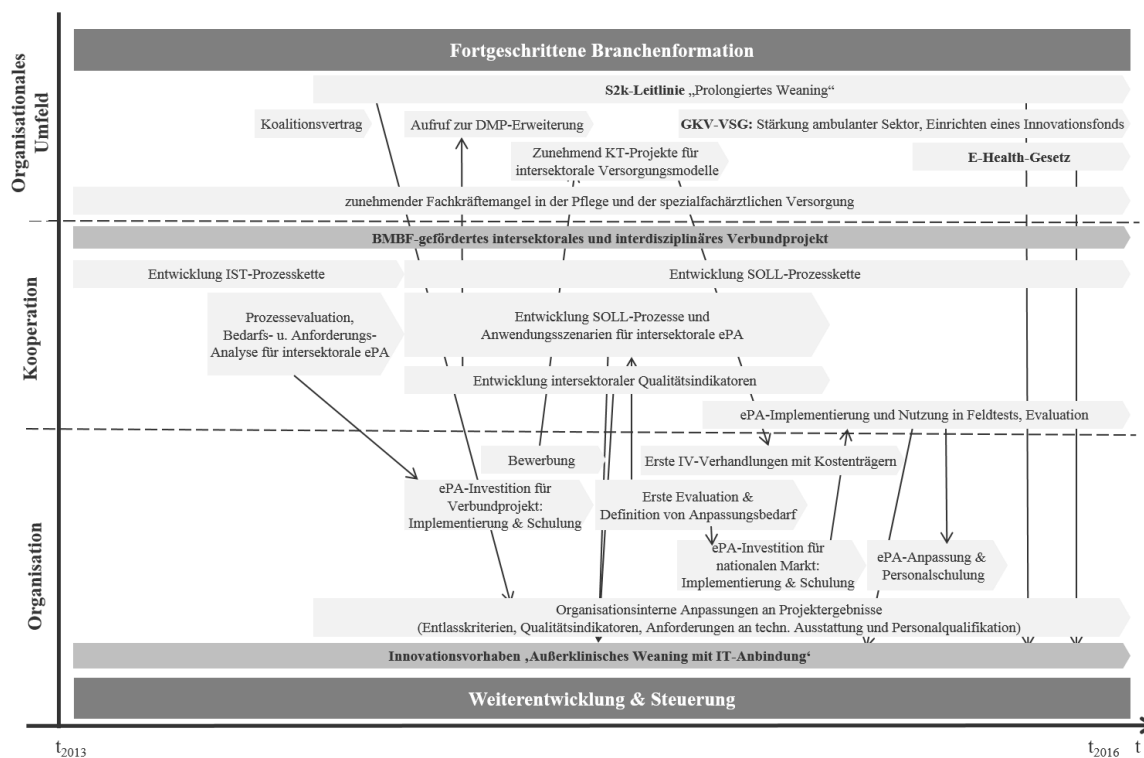 Organisationales
Umfeld
Fortgeschrittene Branchenformation
S2k-Leitlinie „Prolongiertes Weaning“
Koalitionsvertrag
Aufruf zur DMP-Erweiterung
GKV-VSG: Stärkung ambulanter Sektor, Einrichten eines Innovationsfonds
Zunehmend KT-Projekte für
intersektorale Versorgungsmodelle
E-Health-Gesetz
zunehmender Fachkräftemangel in der Pflege und der spezialfachärztlichen Versorgung
Kooperation
BMBF-gefördertes intersektorales und interdisziplinäres Verbundprojekt
Entwicklung IST-Prozesskette
Entwicklung SOLL-Prozesskette
Prozessevaluation,
Bedarfs- u. Anforderungs-
Analyse für intersektorale ePA
Entwicklung SOLL-Prozesse und
Anwendungsszenarien für intersektorale ePA
Entwicklung intersektoraler Qualitätsindikatoren
ePA-Implementierung und Nutzung in Feldtests, Evaluation
Organisation
Bewerbung
Erste IV-Verhandlungen mit Kostenträgern
ePA-Investition für
Verbundprojekt:
Implementierung & Schulung
Erste Evaluation &
Definition von Anpassungsbedarf
ePA-Investition für
nationalen Markt:
Implementierung & Schulung
ePA-Anpassung &
Personalschulung
Organisationsinterne Anpassungen an Projektergebnisse
(Entlasskriterien, Qualitätsindikatoren, Anforderungen an techn. Ausstattung und Personalqualifikation)
Innovationsvorhaben ‚Außerklinisches Weaning mit IT-Anbindung‘
Weiterentwicklung & Steuerung
t2013
t2016
t